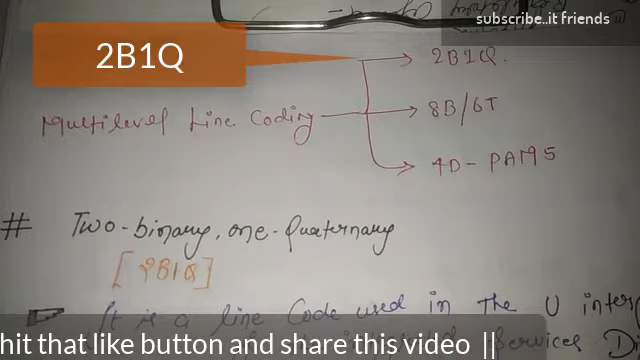 subscribe..it friends
2B1Q
2B1Q.
Multilevel Line Coding
8B/6T
4D-PAM5
# Two-binary, one-Quaternary
[2B1Q]
It is a line Code used in the U inter
hit that like button and share this video ||
Services D